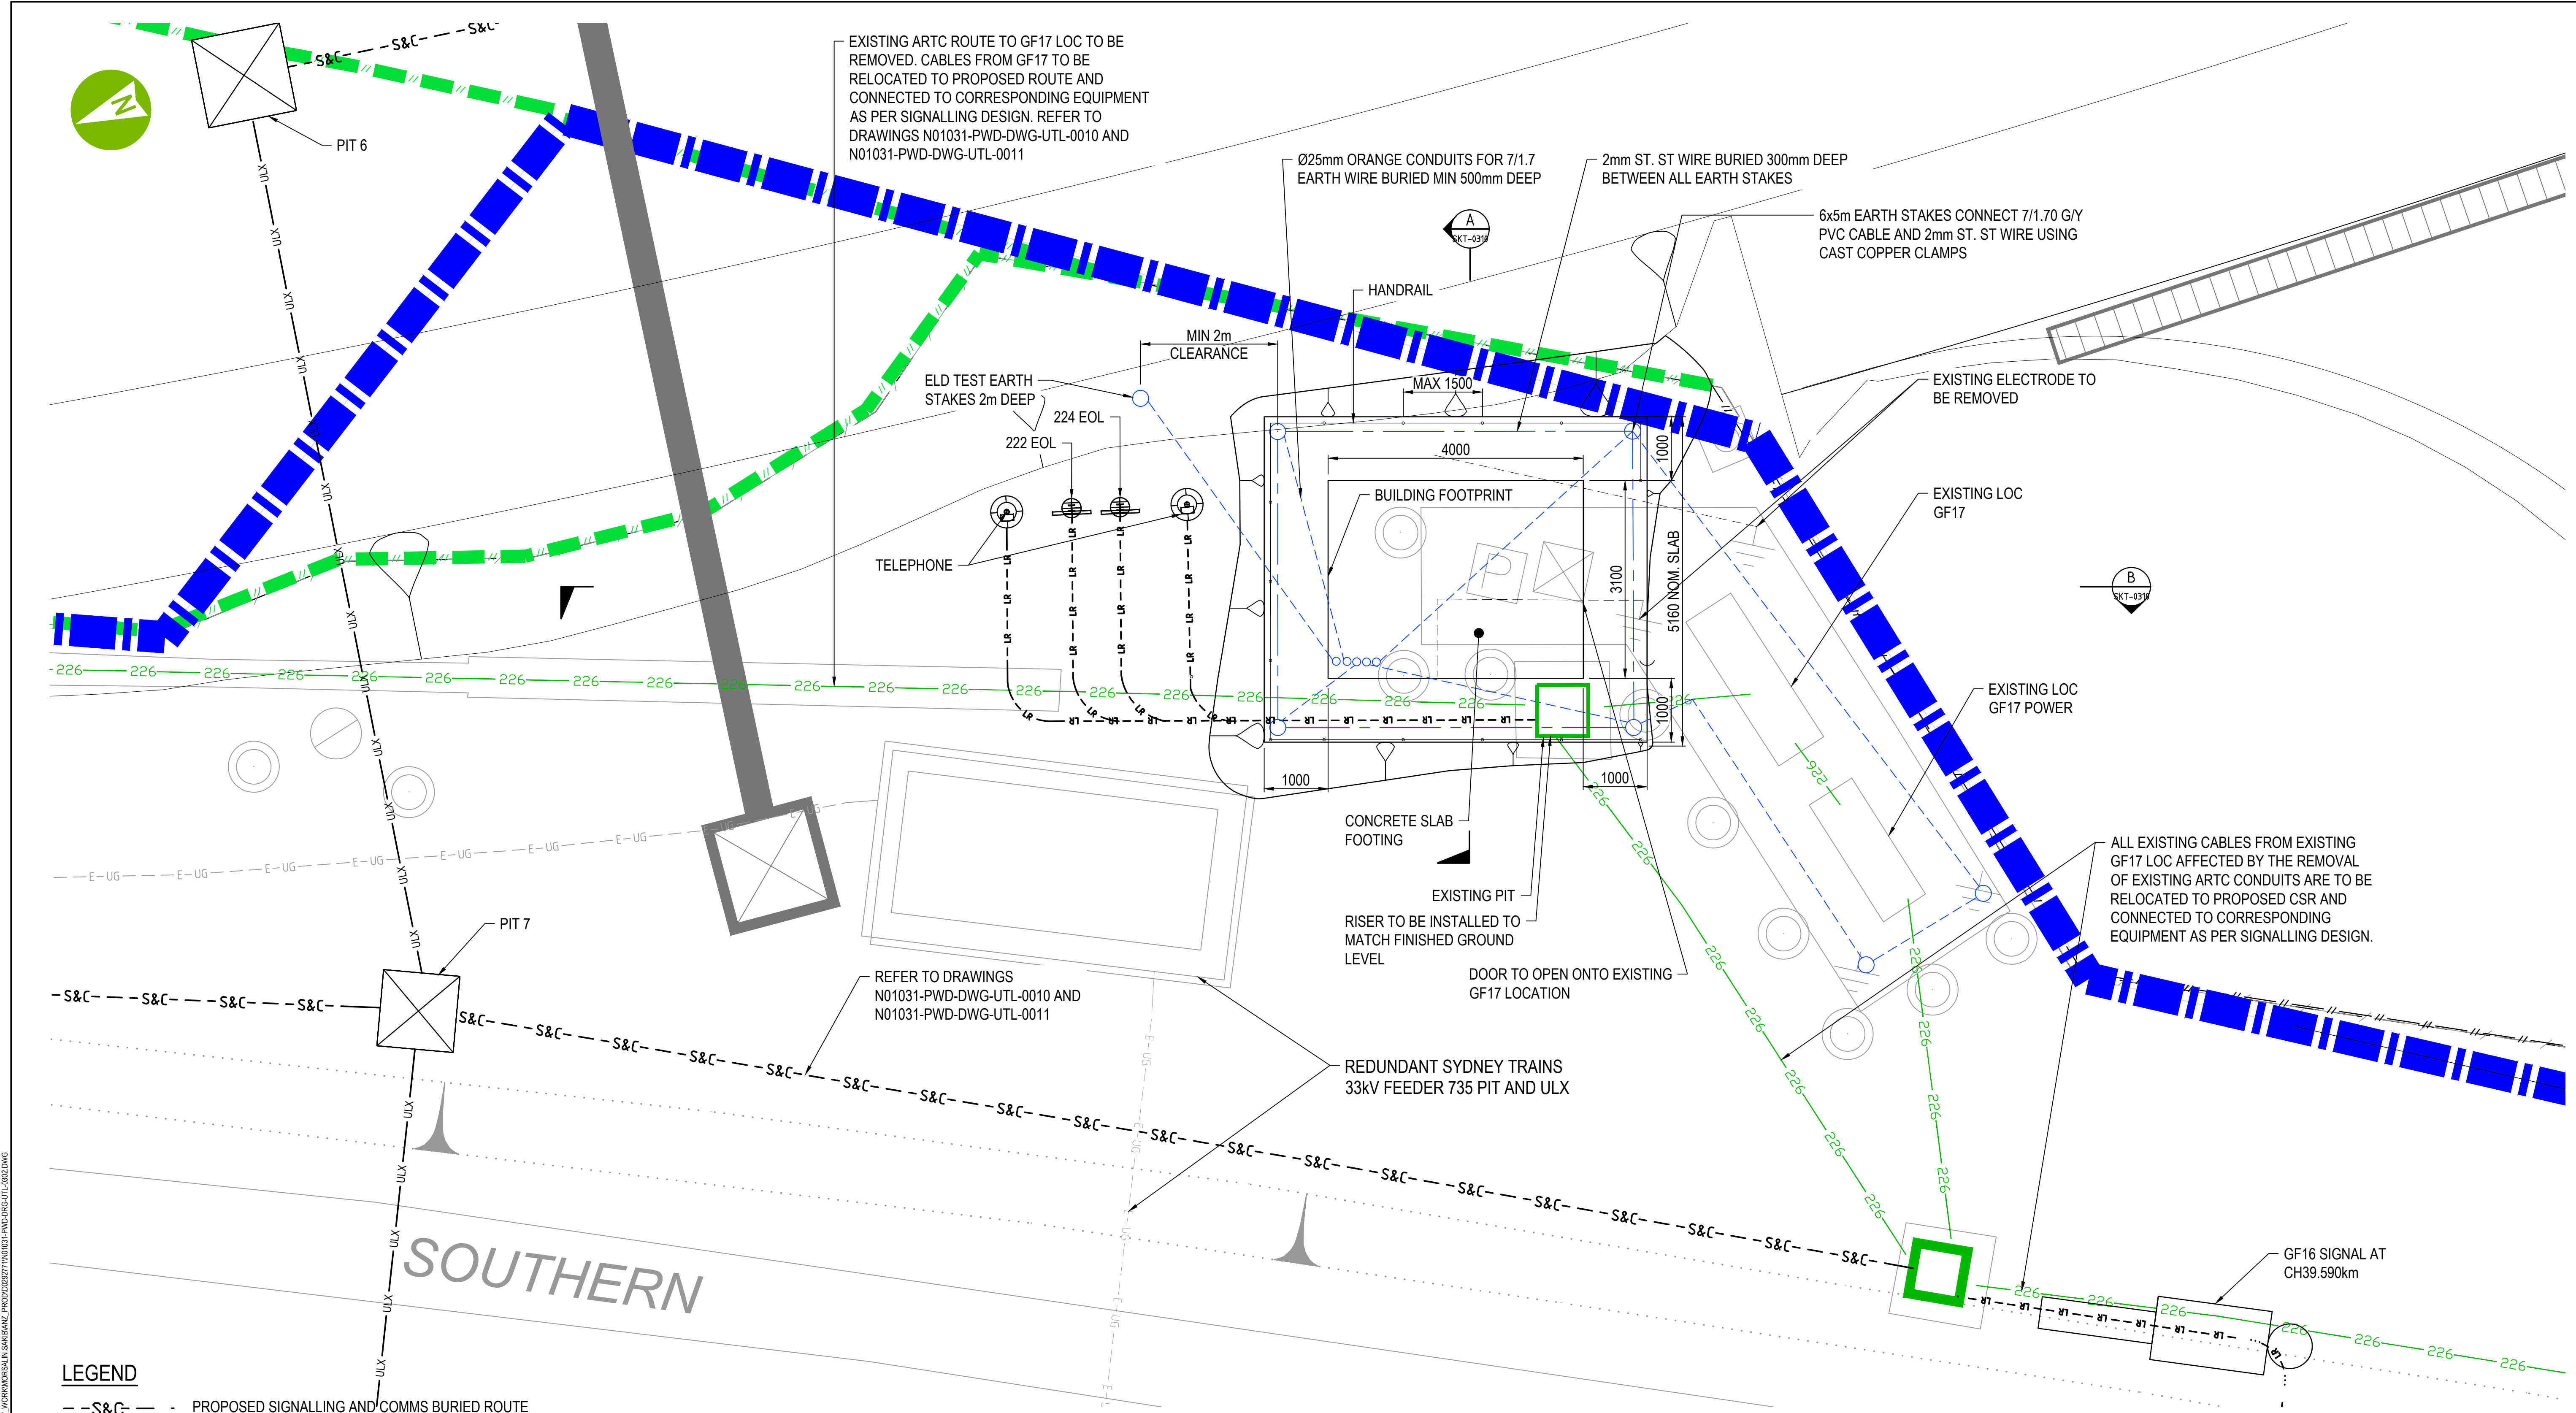 EXISTING ARTC ROUTE TO GF17 LOC TO BE
REMOVED. CABLES FROM GF17 TO BE
RELOCATED TO PROPOSED ROUTE AND
CONNECTED TO CORRESPONDING EQUIPMENT
AS PER SIGNALLING DESIGN. REFER TO
DRAWINGS N01031-PWD-DWG-UTL-0010 AND
N01031-PWD-DWG-UTL-0011
N
PIT 6
Ø25mm ORANGE CONDUITS FOR 7/1.7
EARTH WIRE BURIED MIN 500mm DEEP
2mm ST. ST WIRE BURIED 300mm DEEP
BETWEEN ALL EARTH STAKES
6x5m EARTH STAKES CONNECT 7/1.70 G/Y
PVC CABLE AND 2mm ST. ST WIRE USING
CAST COPPER CLAMPS
A
SKT-0310
HANDRAIL
MIN 2m
CLEARANCE
ELD TEST EARTH
STAKES 2m DEEP
224 EOL
222 EOL
MAX 1500
4000
1000
BUILDING FOOTPRINT
3100
5160 NOM. SLAB
P
TELEPHONE
EXISTING ELECTRODE TO
BE REMOVED
EXISTING LOC
GF17
B
SKT-0310
EXISTING LOC
GF17 POWER
1000
1000
1000
226
ULX
LR
S&C
E-UG
CONCRETE SLAB
FOOTING
EXISTING PIT
RISER TO BE INSTALLED TO
MATCH FINISHED GROUND
LEVEL
DOOR TO OPEN ONTO EXISTING
GF17 LOCATION
ALL EXISTING CABLES FROM EXISTING
GF17 LOC AFFECTED BY THE REMOVAL
OF EXISTING ARTC CONDUITS ARE TO BE
RELOCATED TO PROPOSED CSR AND
CONNECTED TO CORRESPONDING
EQUIPMENT AS PER SIGNALLING DESIGN.
PIT 7
REFER TO DRAWINGS
N01031-PWD-DWG-UTL-0010 AND
N01031-PWD-DWG-UTL-0011
REDUNDANT SYDNEY TRAINS
33kV FEEDER 735 PIT AND ULX
SOUTHERN
GF16 SIGNAL AT
CH39.590km
LEGEND
S&C - PROPOSED SIGNALLING AND COMMS BURIED ROUTE